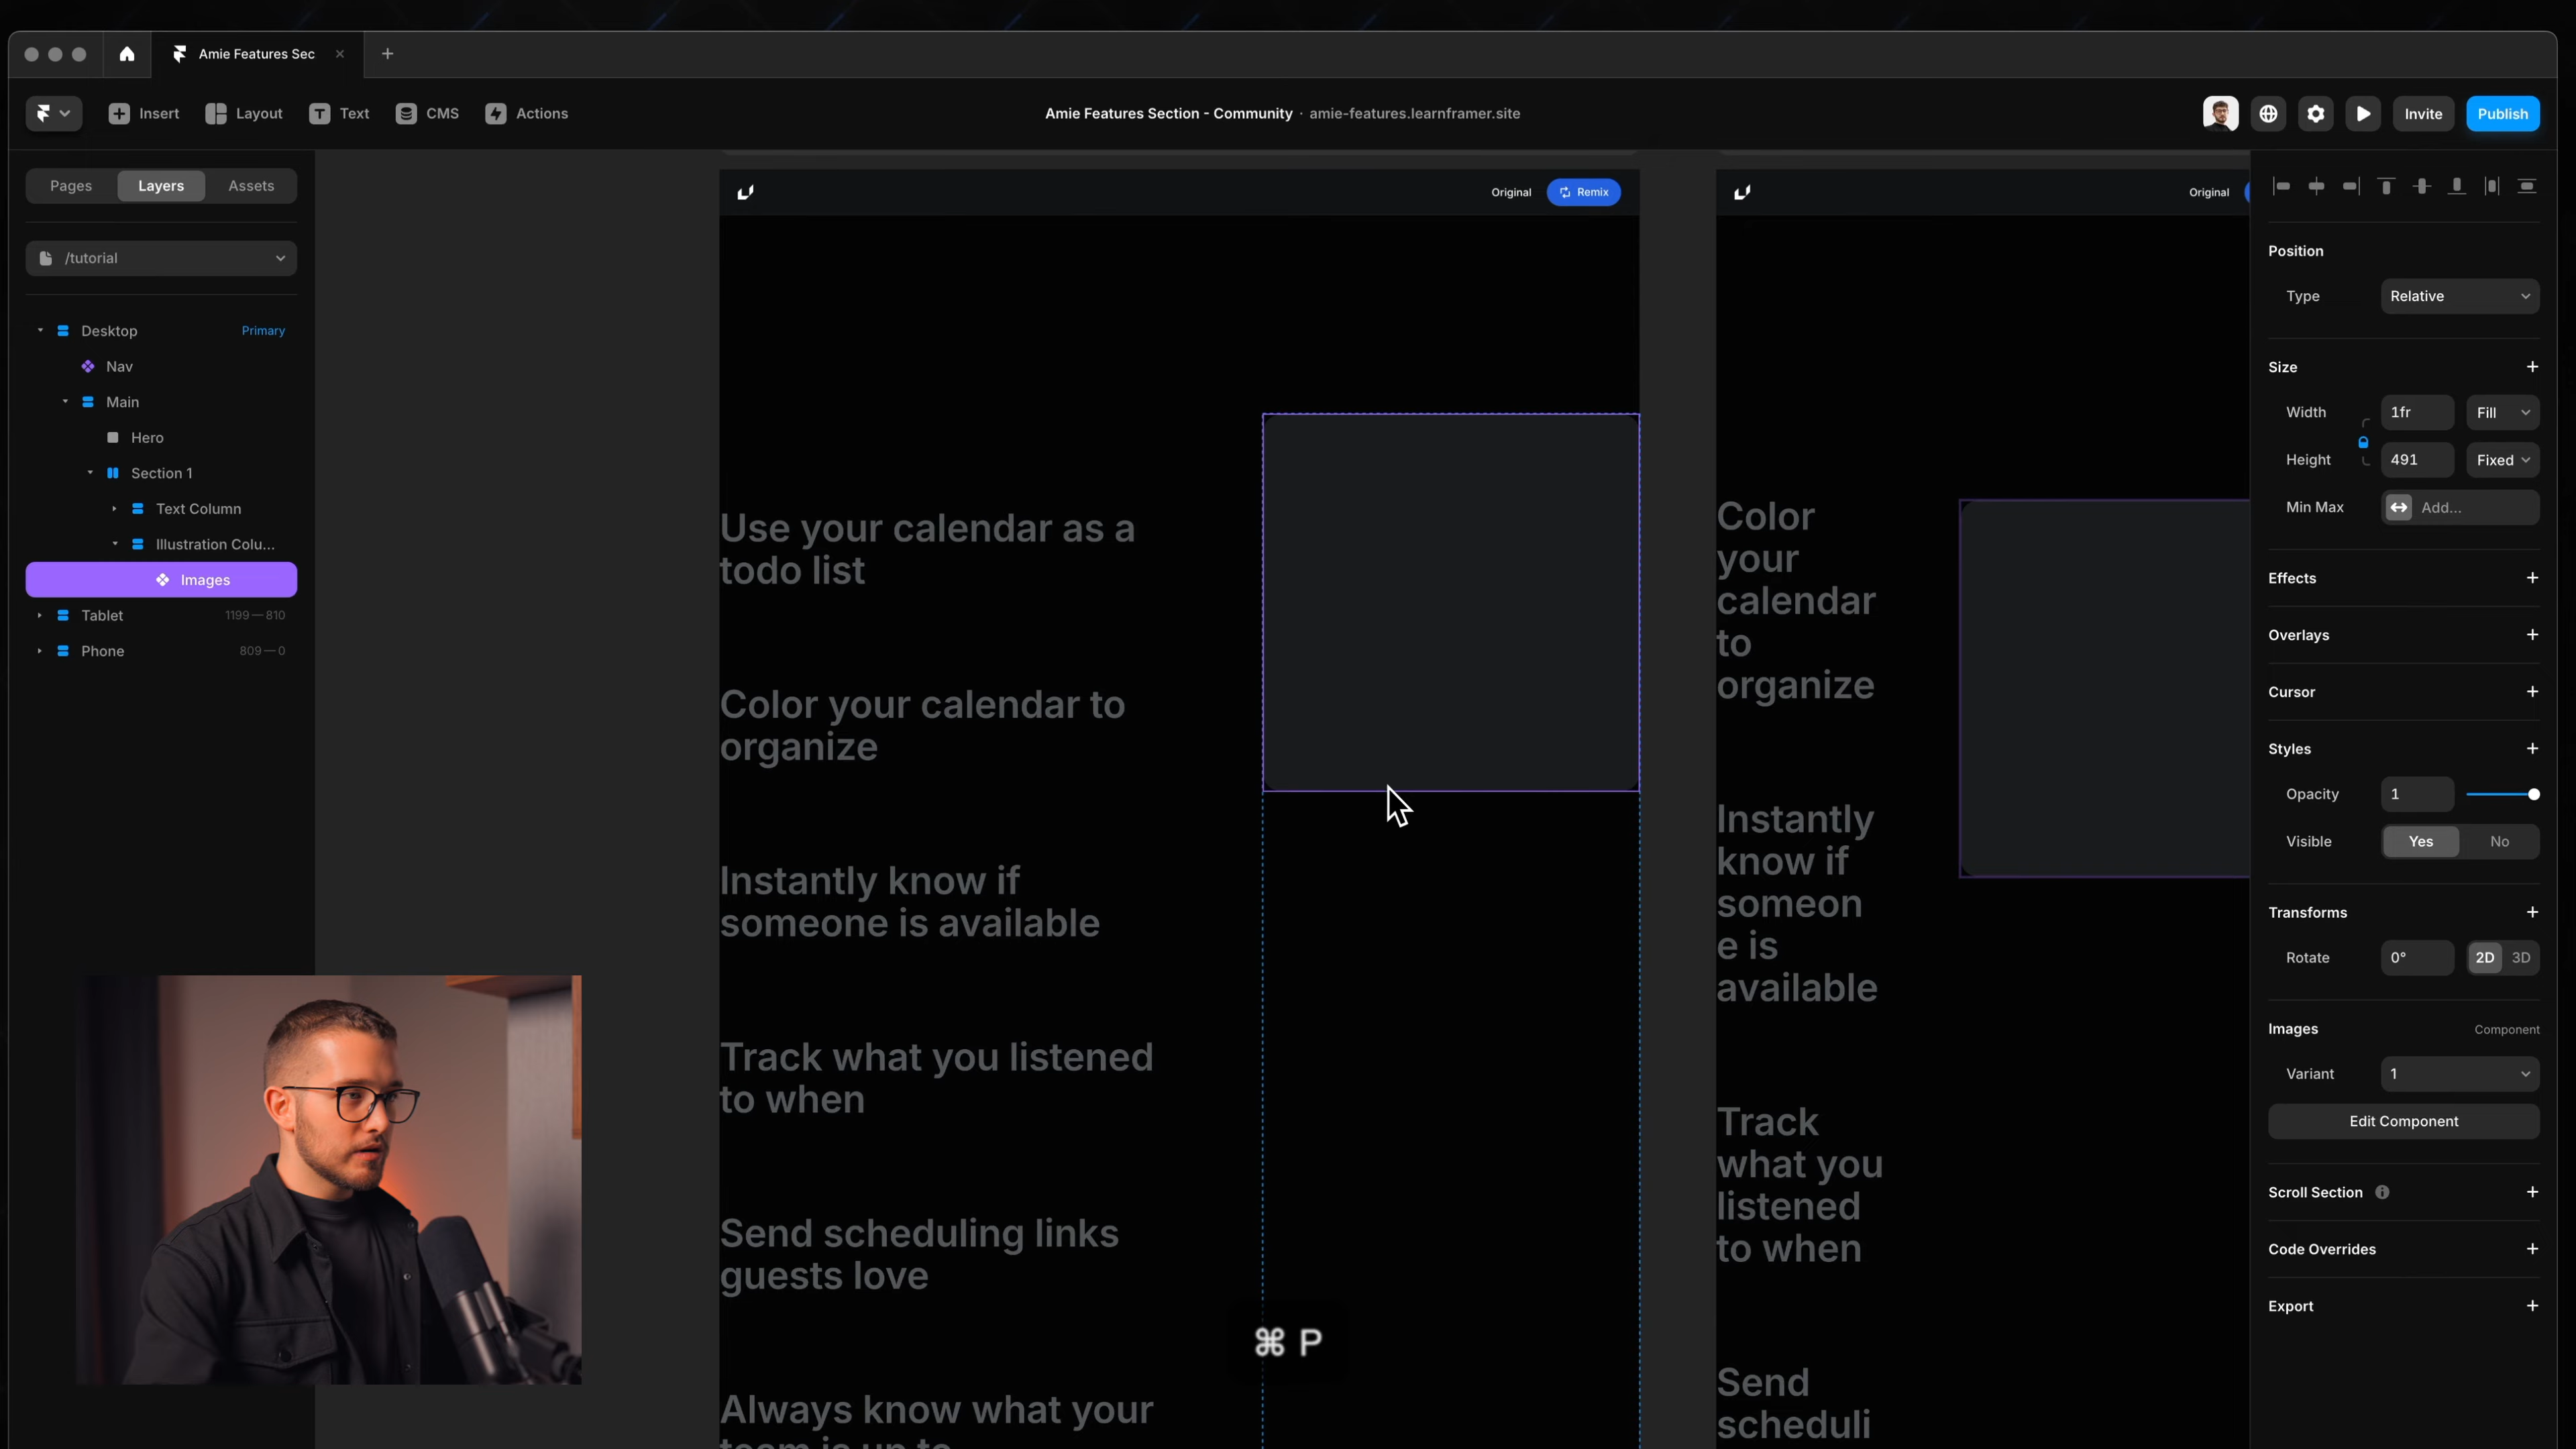 Amie Features Sec
Insert
Layout
Text
CMS
Actions
Amie Features Section - Community · amie-features.learnframer.site
Invite
Publish
Pages
Layers
Assets
/tutorial
Desktop
Primary
Nav
Main
Hero
Section 1
Text Column
Illustration Colu...
Images
Tablet
1199—810
Phone
809—0
Original
Remix
Use your calendar as a
todo list
Color your calendar to
organize
Instantly know if
someone is available
Track what you listened
to when
Send scheduling links
guests love
Always know what your
team is up to
⌘ P
Original
Color
your
calendar
to
organize
Instantly
know if
someon
e is
available
Track
what you
listened
to when
Send
scheduli
Position
Type
Relative
Size
Width
1fr
Fill
Height
491
Fixed
Min Max
Add...
Effects
Overlays
Cursor
Styles
Opacity
1
Visible
Yes
No
Transforms
Rotate
0°
2D
3D
Images
Component
Variant
1
Edit Component
Scroll Section
Code Overrides
Export